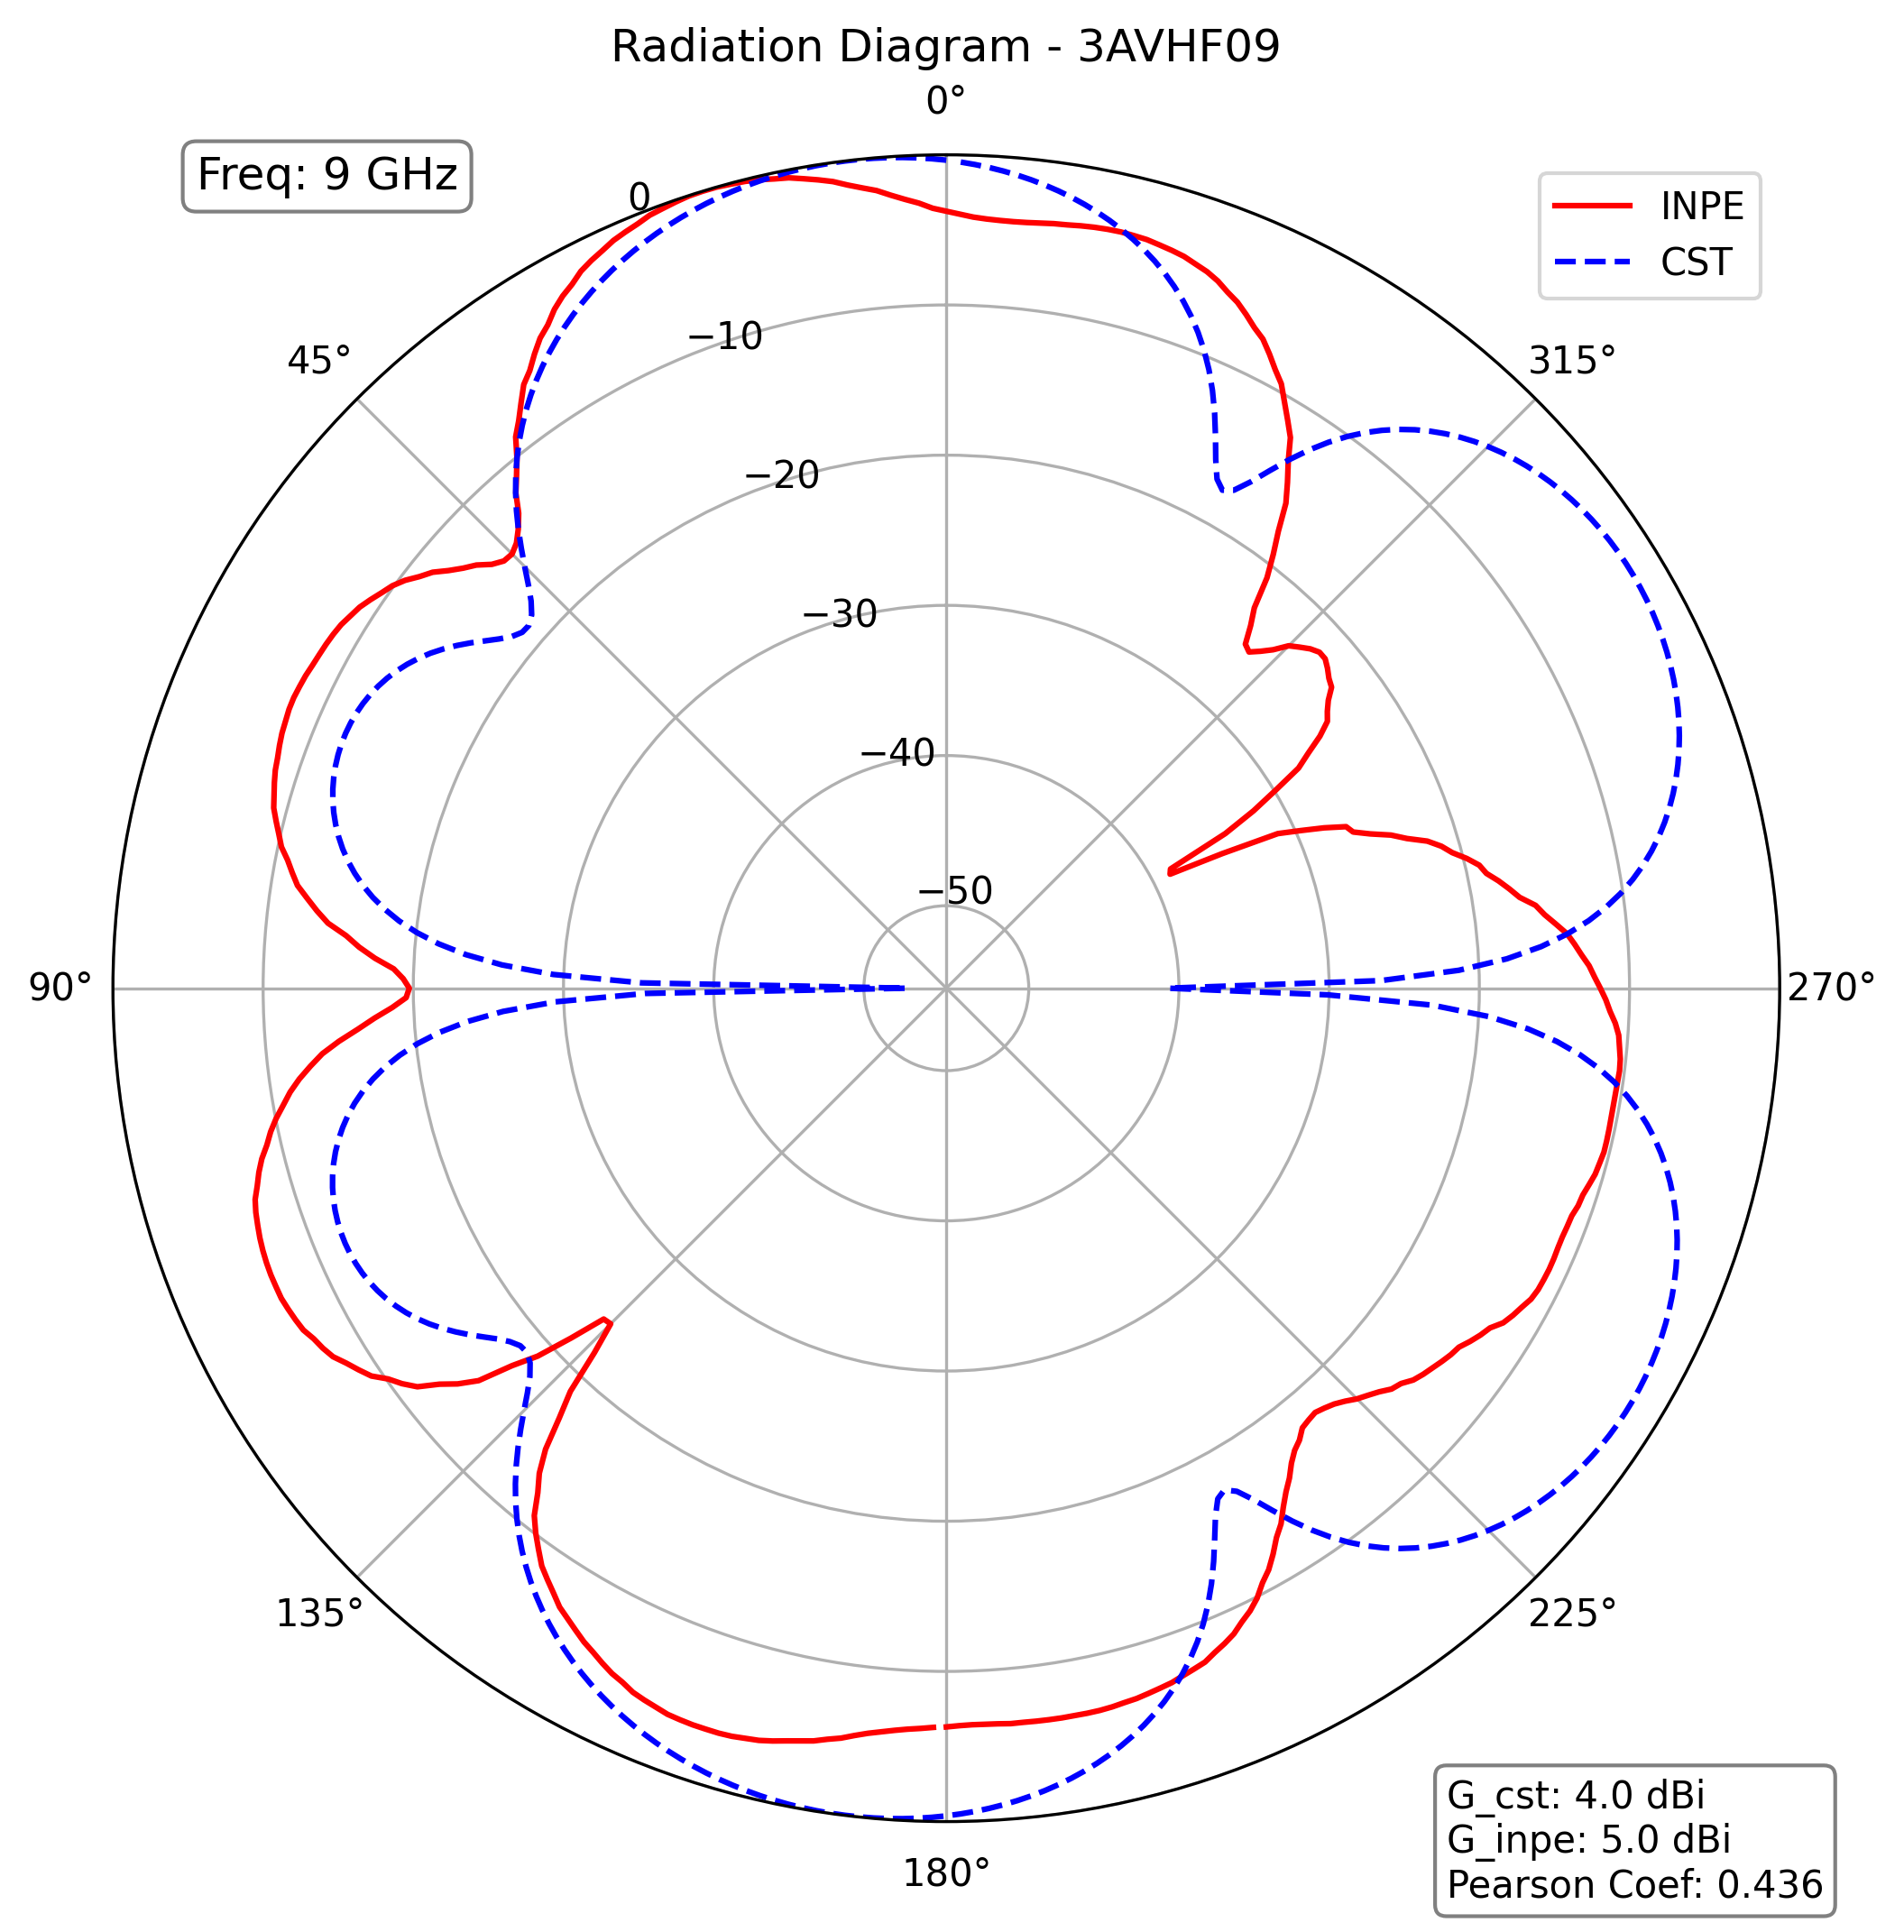 Radiation Diagram - 3AVHF09
0°
Freq: 9 GHz
0
INPE
CST
−10
45°
315°
−20
−30
−40
−50
90°
270°
135°
225°
180°
G_cst: 4.0 dBi
G_inpe: 5.0 dBi
Pearson Coef: 0.436